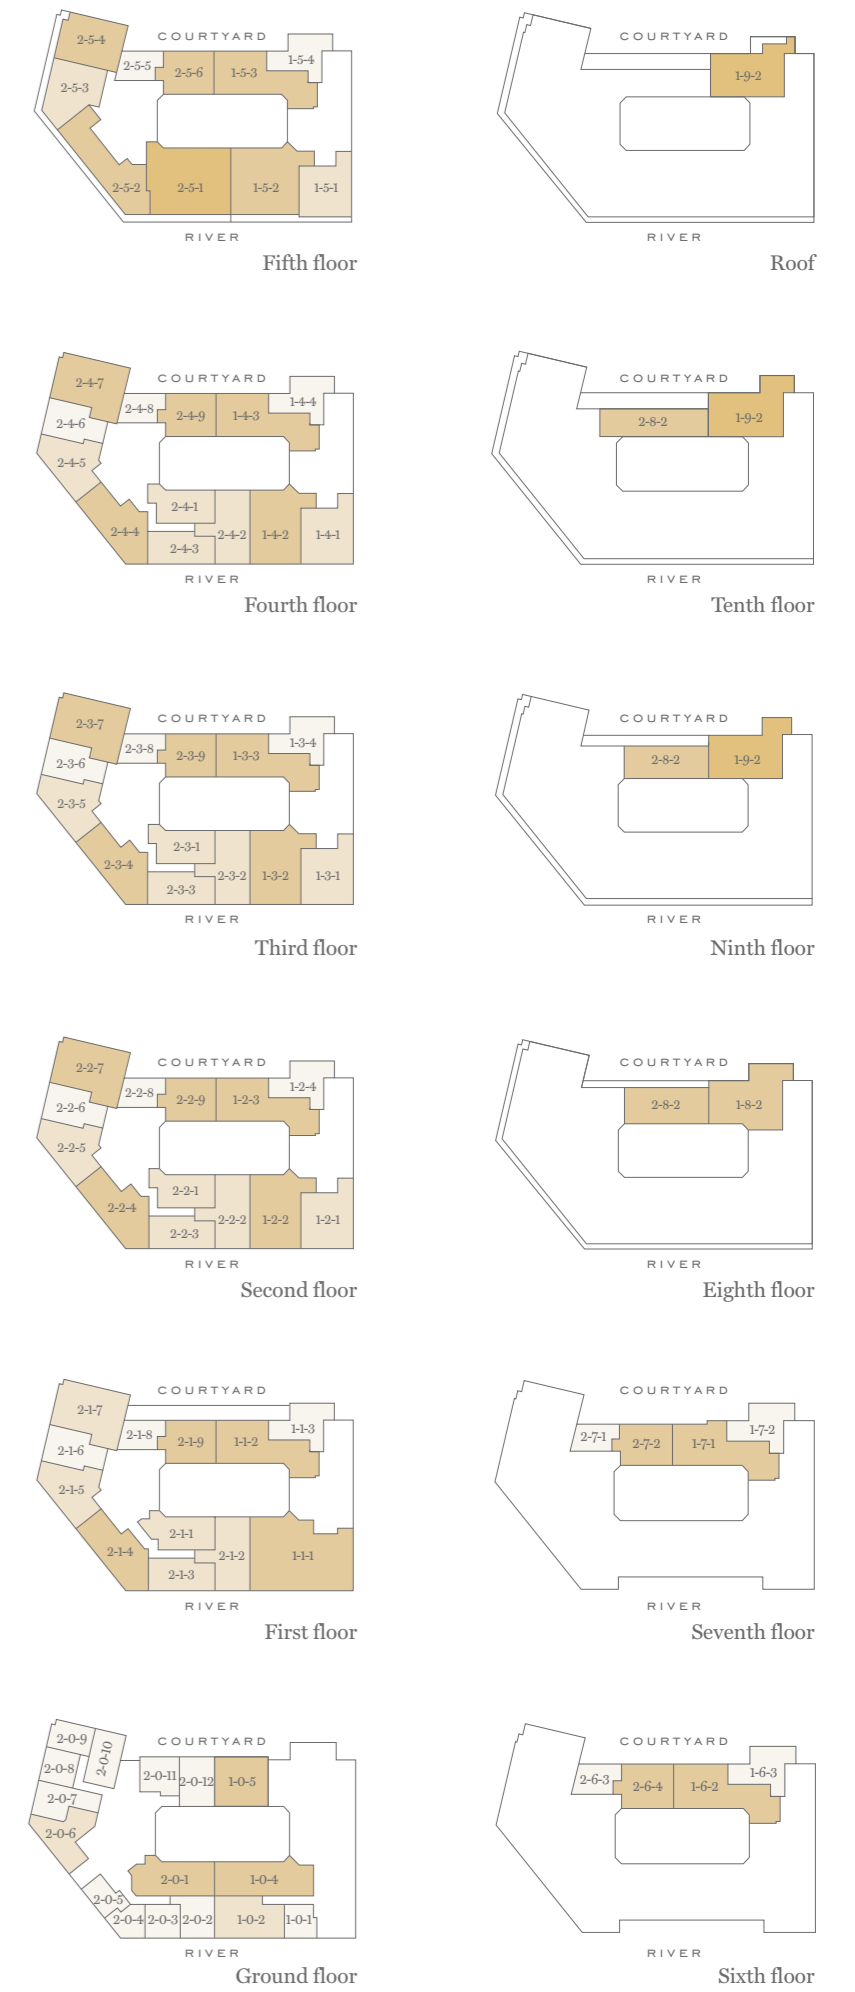 COURTYARD
2-5-4
2-5-5
2-5-6
1-5-3
1-5-4
2-5-3
2-5-2
2-5-1
1-5-2
1-5-1
RIVER
Fifth floor
COURTYARD
1-9-2
RIVER
Roof
COURTYARD
2-4-7
2-4-8
2-4-9
1-4-3
1-4-4
2-4-6
2-4-5
2-4-1
2-4-4
2-4-3
2-4-2
1-4-2
1-4-1
RIVER
Fourth floor
COURTYARD
2-8-2
1-9-2
RIVER
Tenth floor
COURTYARD
2-3-7
2-3-8
2-3-9
1-3-3
1-3-4
2-3-6
2-3-5
2-3-1
2-3-4
2-3-3
2-3-2
1-3-2
1-3-1
RIVER
Third floor
COURTYARD
2-8-2
1-9-2
RIVER
Ninth floor
COURTYARD
2-2-7
2-2-8
2-2-9
1-2-3
1-2-4
2-2-6
2-2-5
2-2-1
2-2-4
2-2-3
2-2-2
1-2-2
1-2-1
RIVER
Second floor
COURTYARD
2-8-2
1-8-2
RIVER
Eighth floor
COURTYARD
2-1-7
2-1-8
2-1-9
1-1-2
1-1-3
2-1-6
2-1-5
2-1-1
2-1-4
2-1-3
2-1-2
1-1-1
RIVER
First floor
COURTYARD
2-7-1
2-7-2
1-7-1
1-7-2
RIVER
Seventh floor
COURTYARD
2-0-9
2-0-10
2-0-8
2-0-11
2-0-12
1-0-5
2-0-7
2-0-6
2-0-1
1-0-4
2-0-5
2-0-4
2-0-3
2-0-2
1-0-2
1-0-1
RIVER
Ground floor
COURTYARD
2-6-3
2-6-4
1-6-2
1-6-3
RIVER
Sixth floor